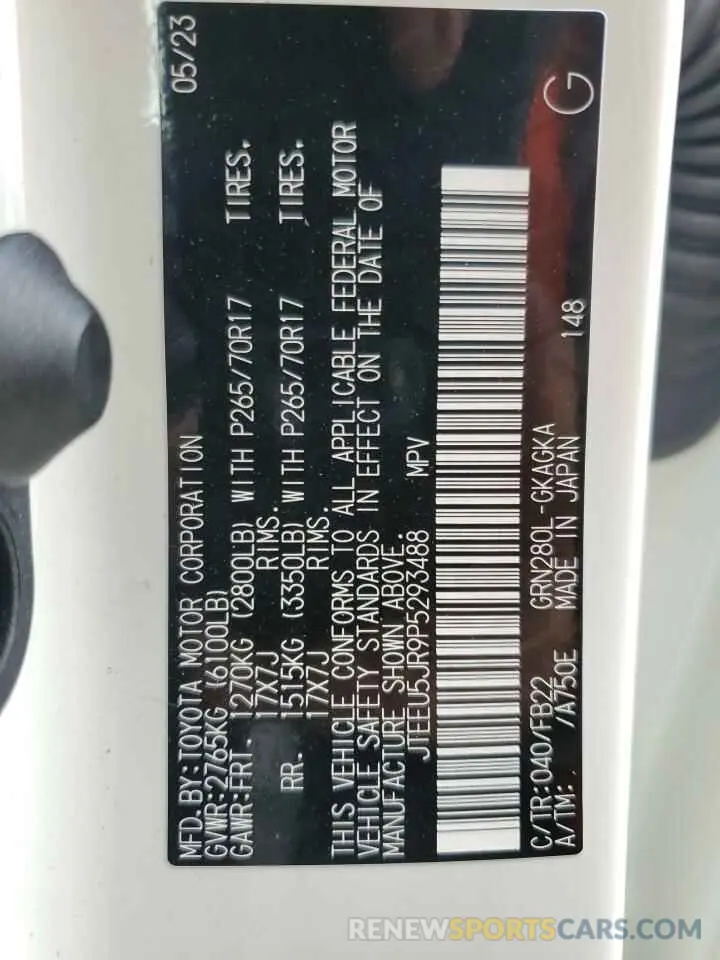 MFD.BY:TOYOTA MOTOR CORPORATION 05/23
GVWR:2765KG (6100LB)
GAWR:FRT. 1270KG (2800LB) WITH P265/70R17 TIRES.
17X7J RIMS.
RR. 1515KG (3350LB) WITH P265/70R17 TIRES.
17X7J RIMS.
THIS VEHICLE CONFORMS TO ALL APPLICABLE FEDERAL MOTOR
VEHICLE SAFETY STANDARDS IN EFFECT ON THE DATE OF
MANUFACTURE SHOWN ABOVE.
JTEEU5JR9P5293488 MPV
C/TR:040/FB22 GRN280L-GKAGKA 148 G
A/TM: /A750E MADE IN JAPAN
RENEWSPORTSCARS.COM